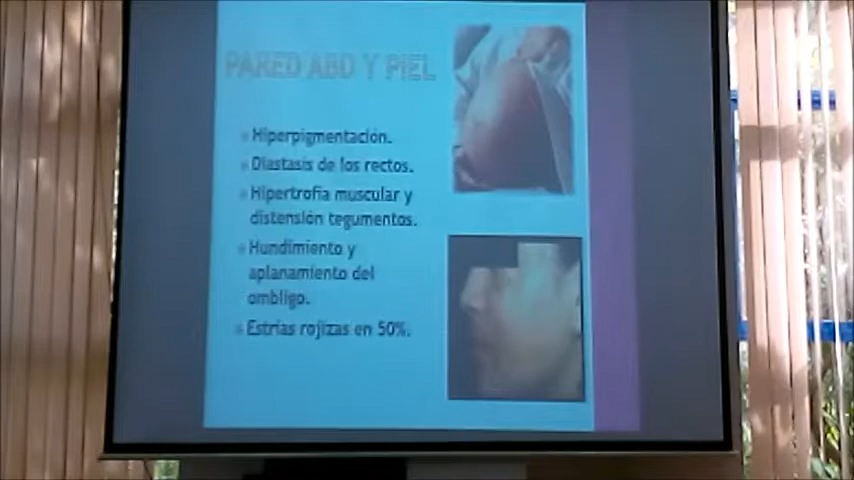 PARED ABD Y PIEL
Hiperpigmentación.
Diastasis de los rectos.
Hipertrofia muscular y
distensión tegumentos.
Hundimiento y
aplanamiento del
ombligo.
Estrías rojizas en 50%.